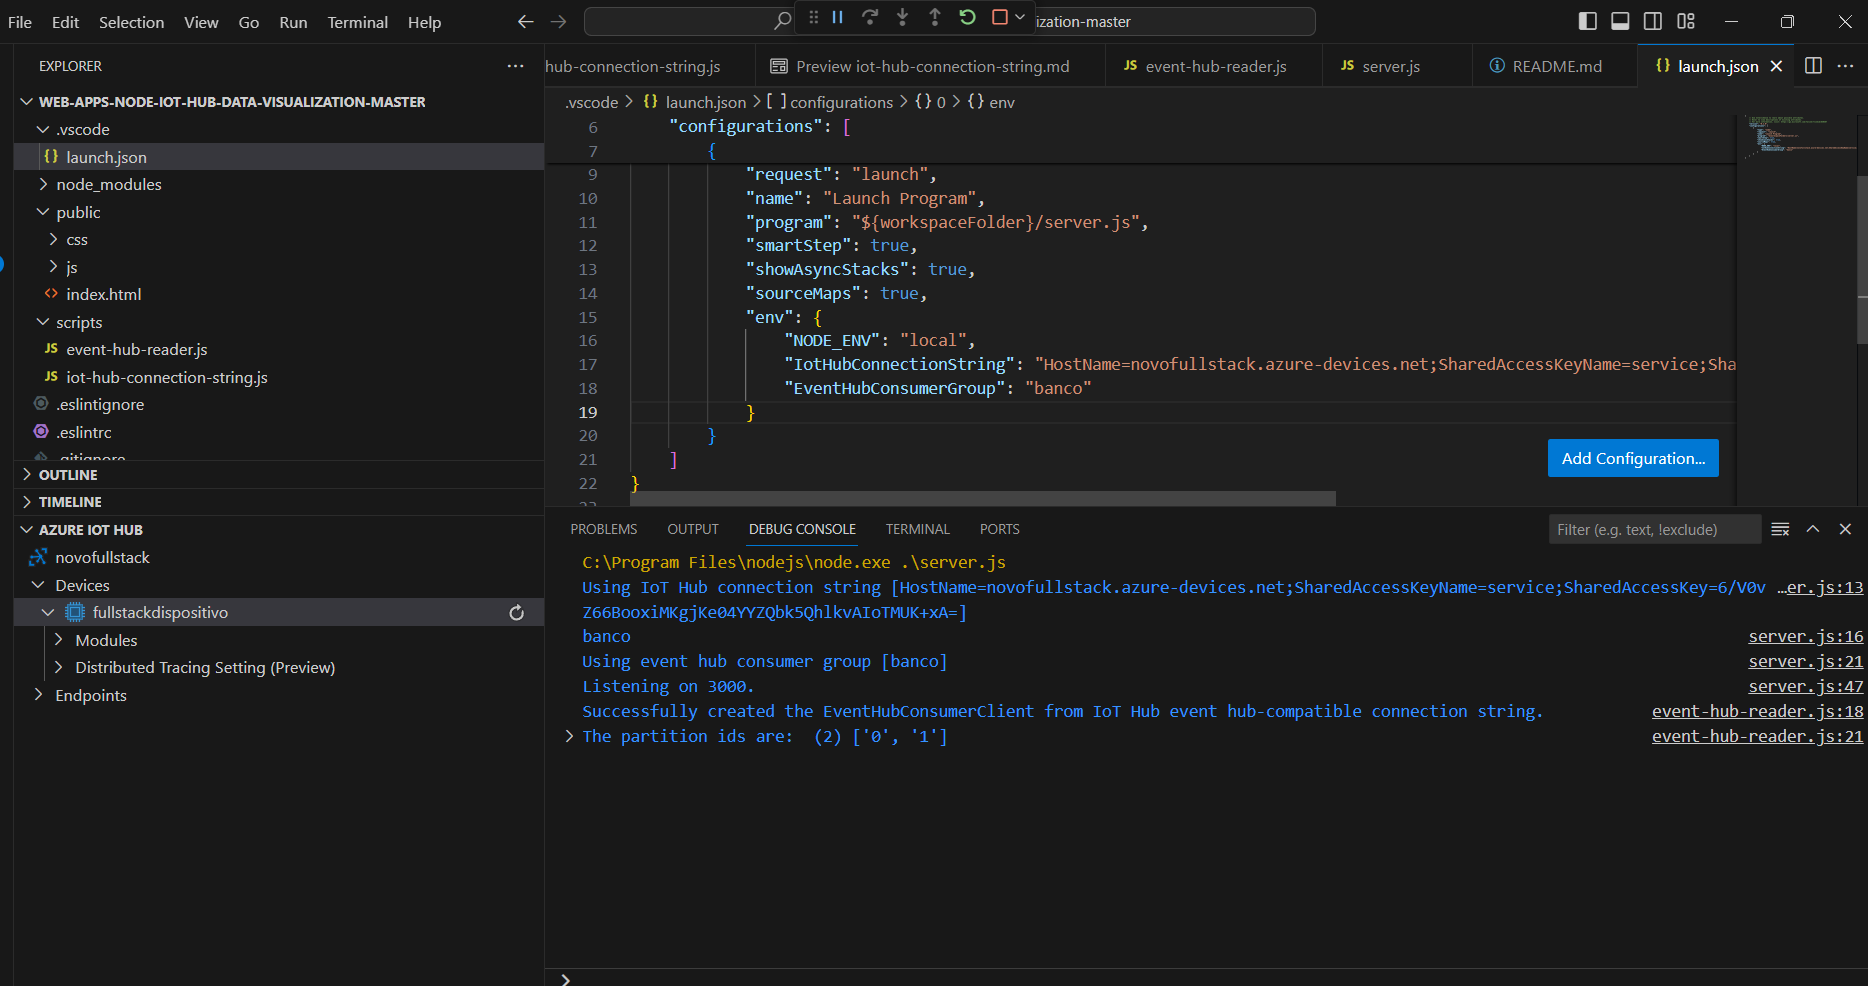 File Edit Selection View Go Run Terminal Help
ization-master
EXPLORER
WEB-APPS-NODE-IOT-HUB-DATA-VISUALIZATION-MASTER
.vscode
launch.json
node_modules
public
css
js
index.html
scripts
event-hub-reader.js
iot-hub-connection-string.js
.eslintignore
.eslintrc
.gitignore
OUTLINE
TIMELINE
AZURE IOT HUB
novofullstack
Devices
fullstackdispositivo
Modules
Distributed Tracing Setting (Preview)
Endpoints
hub-connection-string.js Preview iot-hub-connection-string.md JS event-hub-reader.js JS server.js README.md {} launch.json
.vscode > {} launch.json > [ ] configurations > {} 0 > {} env
6 "configurations": [
7 {
9 "request": "launch",
10 "name": "Launch Program",
11 "program": "${workspaceFolder}/server.js",
12 "smartStep": true,
13 "showAsyncStacks": true,
14 "sourceMaps": true,
15 "env": {
16 "NODE_ENV": "local",
17 "IotHubConnectionString": "HostName=novofullstack.azure-devices.net;SharedAccessKeyName=service;Sha
18 "EventHubConsumerGroup": "banco"
19 }
20 }
21 ]
22 }
23
Add Configuration...
PROBLEMS OUTPUT DEBUG CONSOLE TERMINAL PORTS Filter (e.g. text, !exclude)
C:\Program Files\nodejs\node.exe .\server.js
Using IoT Hub connection string [HostName=novofullstack.azure-devices.net;SharedAccessKeyName=service;SharedAccessKey=6/V0v …er.js:13
Z66BooxiMKgjKe04YYZQbk5QhlkvAIoTMUK+xA=]
banco server.js:16
Using event hub consumer group [banco] server.js:21
Listening on 3000. server.js:47
Successfully created the EventHubConsumerClient from IoT Hub event hub-compatible connection string. event-hub-reader.js:18
The partition ids are: (2) ['0', '1'] event-hub-reader.js:21